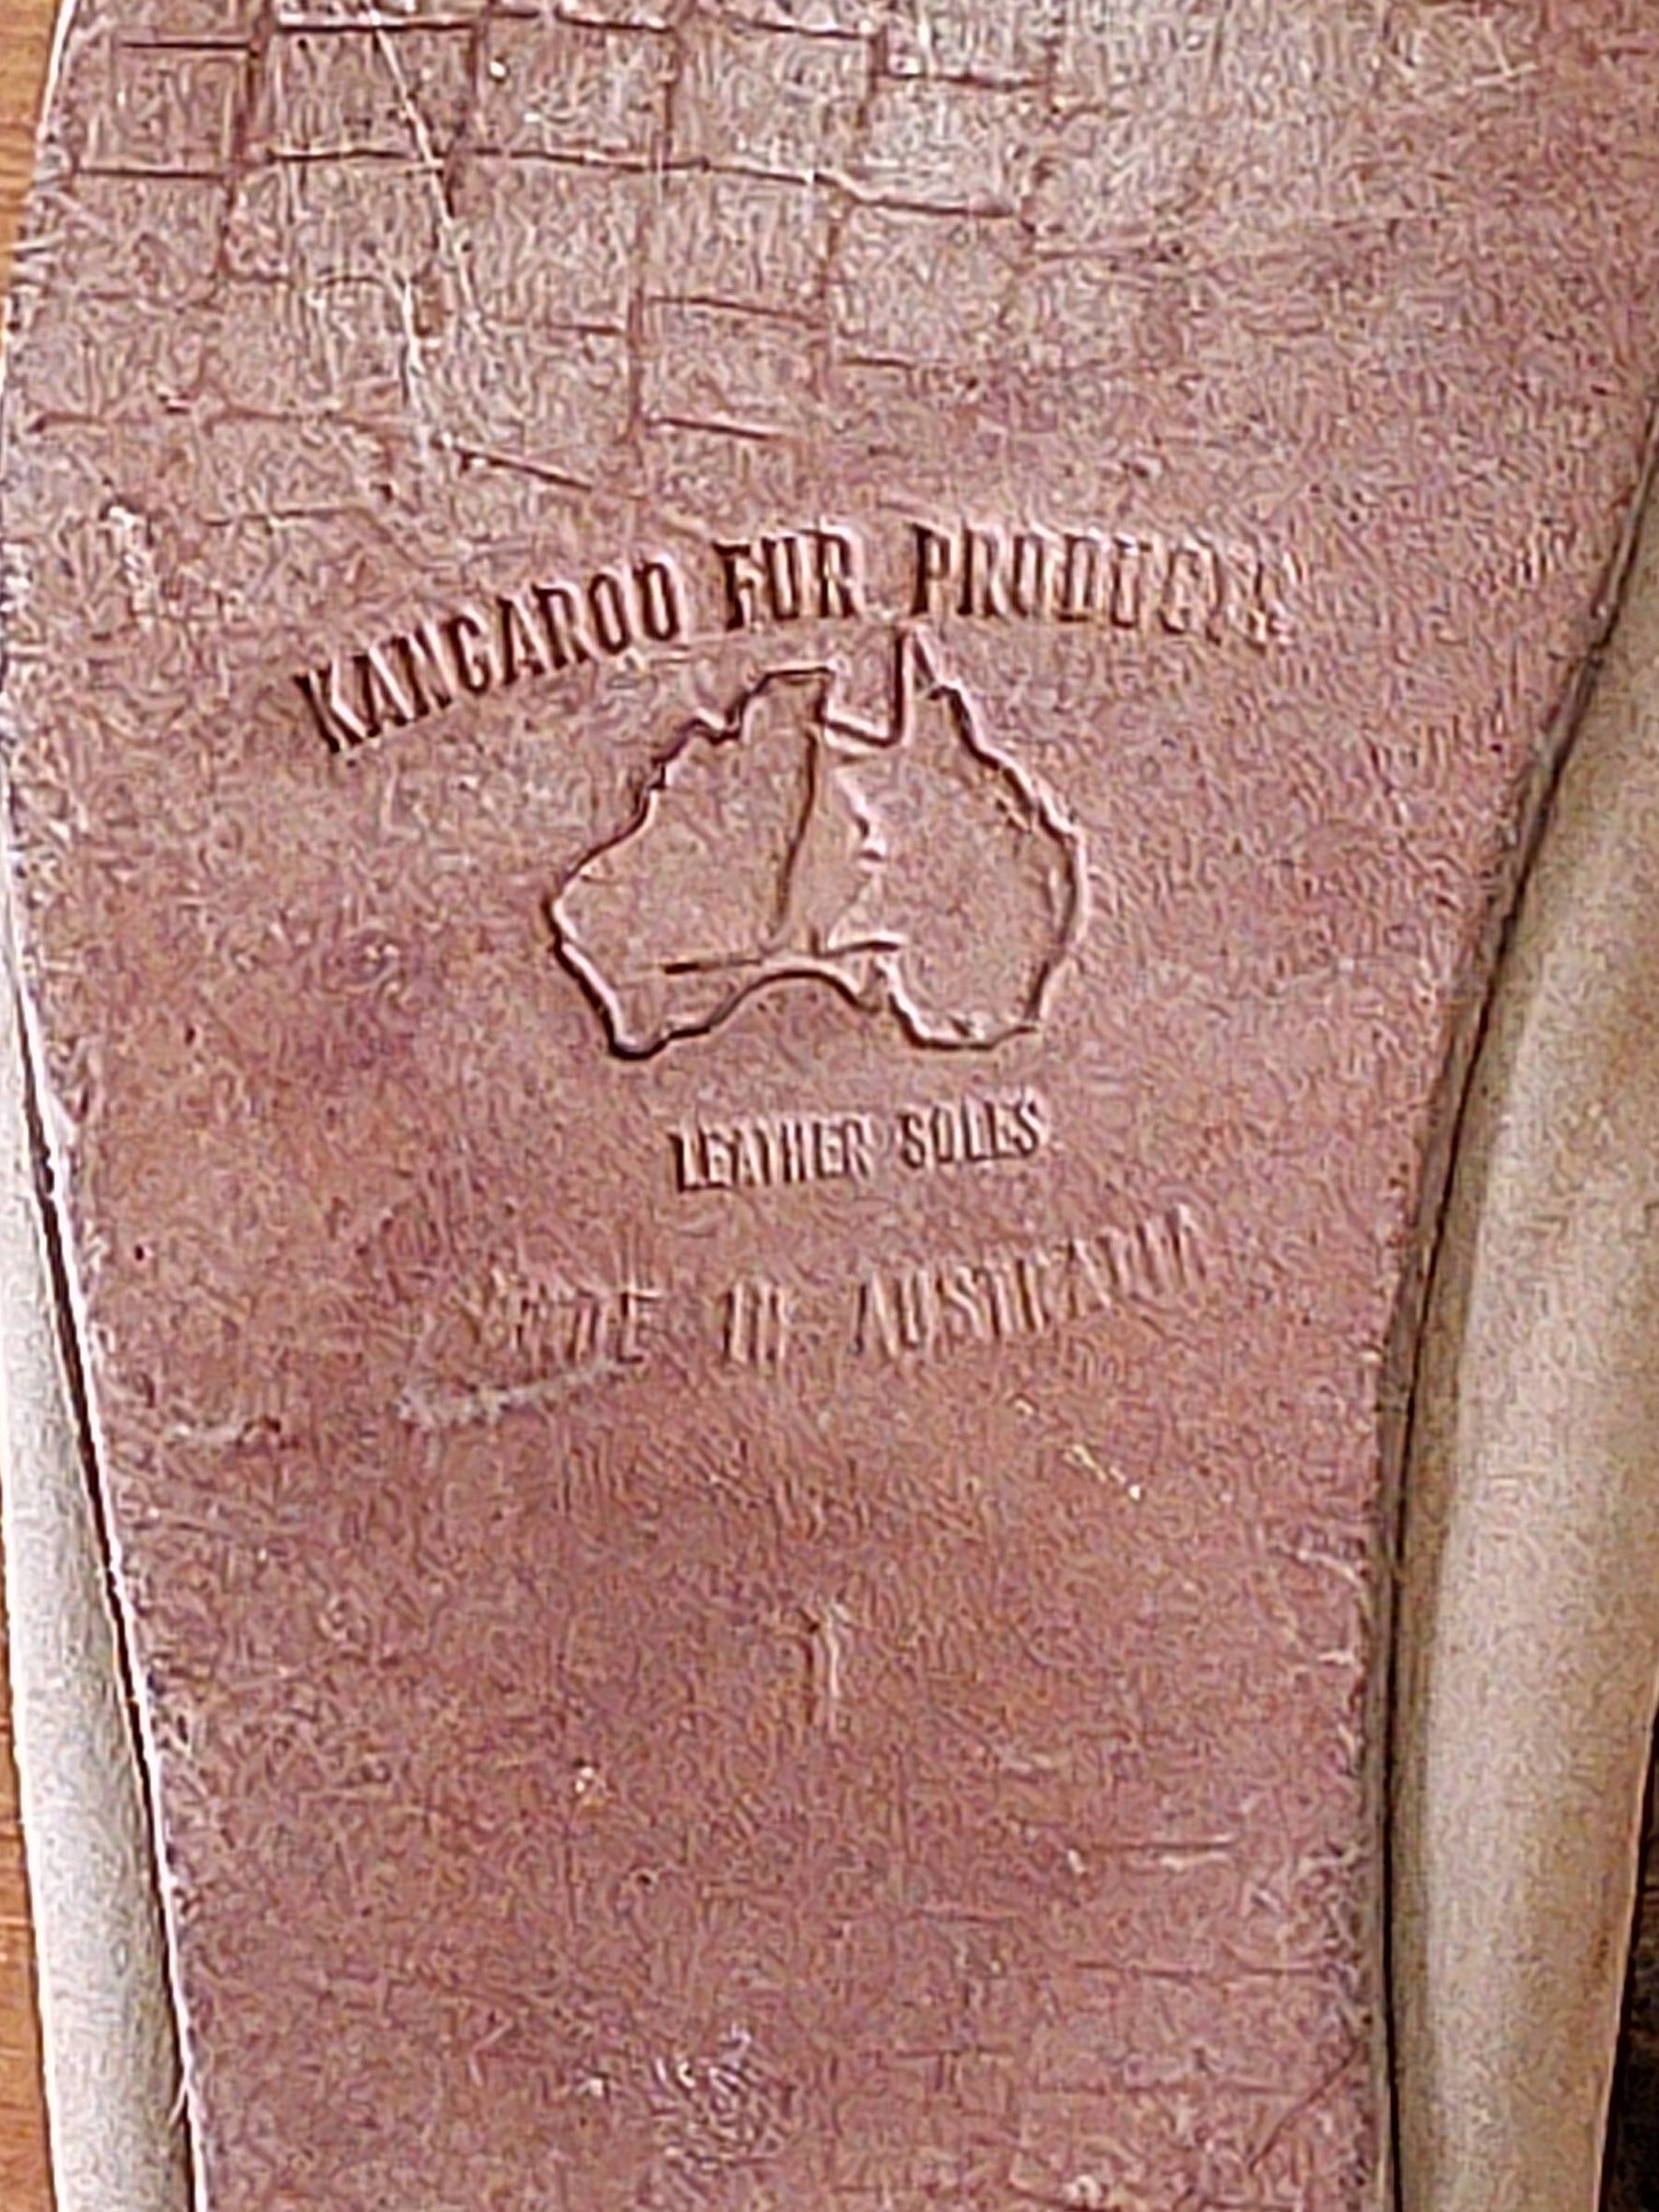 KANGAROO FUR PRODUCTS
LEATHER SOLES
MADE IN AUSTRALIA